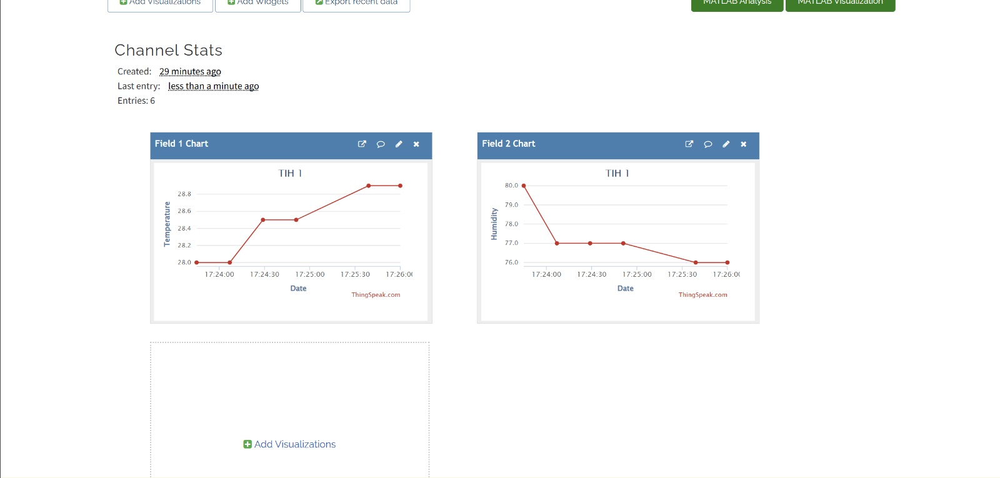 Add Visualizations Add Widgets Export recent data MATLAB Analysis MATLAB Visualization
Channel Stats
Created: 29 minutes ago
Last entry: less than a minute ago
Entries: 6
Field 1 Chart
TIH 1
Temperature
28.8
28.6
28.4
28.2
28.0
17:24:00 17:24:30 17:25:00 17:25:30 17:26:00
Date
ThingSpeak.com
Field 2 Chart
TIH 1
Humidity
80.0
79.0
78.0
77.0
76.0
17:24:00 17:24:30 17:25:00 17:25:30 17:26:00
Date
ThingSpeak.com
Add Visualizations